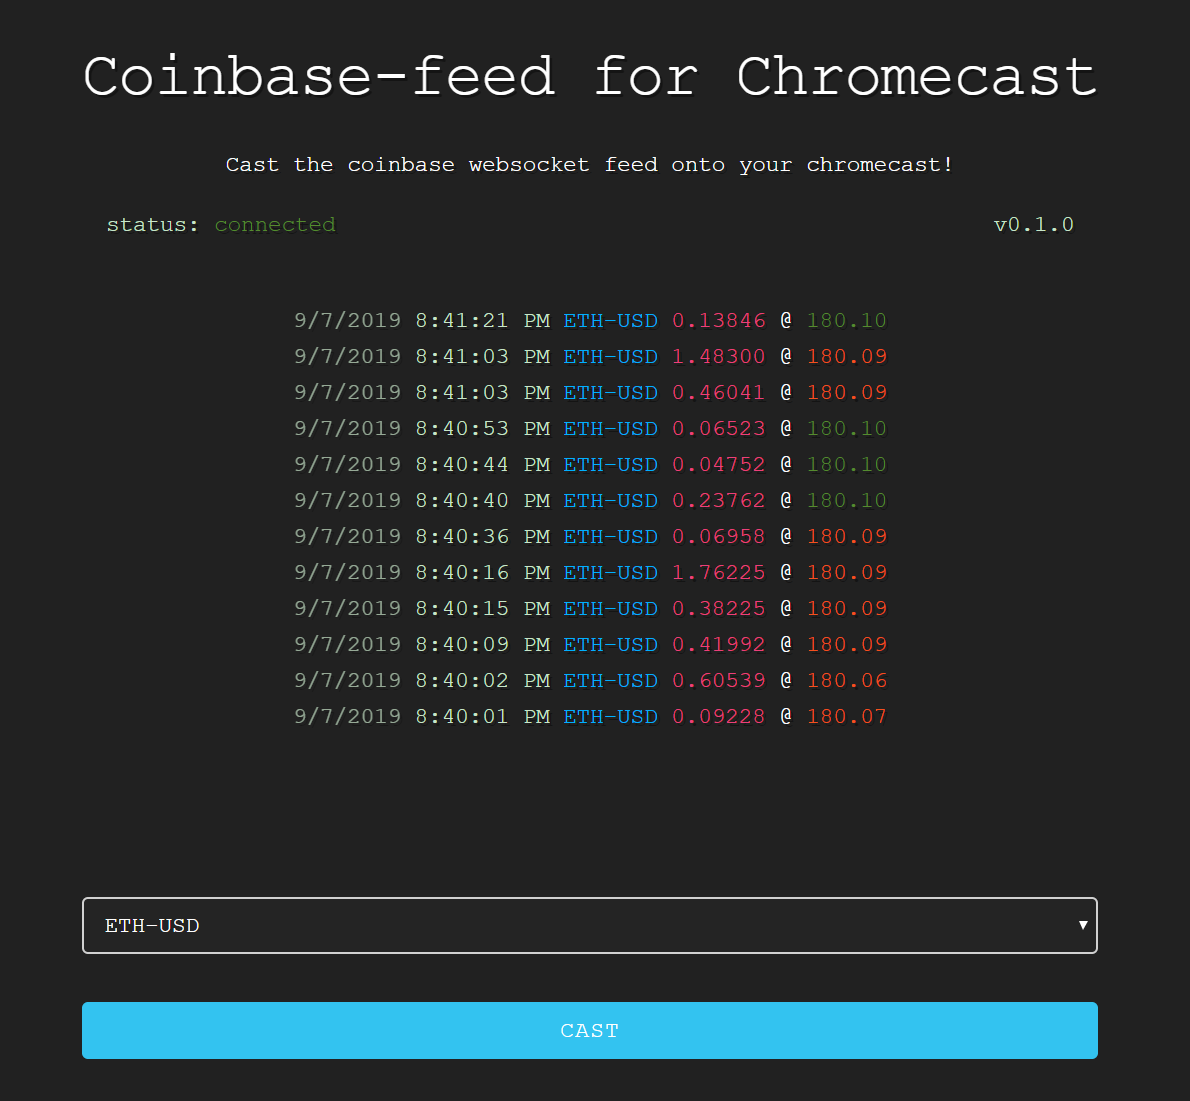 Coinbase-feed for Chromecast
Cast the coinbase websocket feed onto your chromecast!
status: connected v0.1.0
9/7/2019 8:41:21 PM ETH-USD 0.13846 @ 180.10
9/7/2019 8:41:03 PM ETH-USD 1.48300 @ 180.09
9/7/2019 8:41:03 PM ETH-USD 0.46041 @ 180.09
9/7/2019 8:40:53 PM ETH-USD 0.06523 @ 180.10
9/7/2019 8:40:44 PM ETH-USD 0.04752 @ 180.10
9/7/2019 8:40:40 PM ETH-USD 0.23762 @ 180.10
9/7/2019 8:40:36 PM ETH-USD 0.06958 @ 180.09
9/7/2019 8:40:16 PM ETH-USD 1.76225 @ 180.09
9/7/2019 8:40:15 PM ETH-USD 0.38225 @ 180.09
9/7/2019 8:40:09 PM ETH-USD 0.41992 @ 180.09
9/7/2019 8:40:02 PM ETH-USD 0.60539 @ 180.06
9/7/2019 8:40:01 PM ETH-USD 0.09228 @ 180.07
ETH-USD
CAST